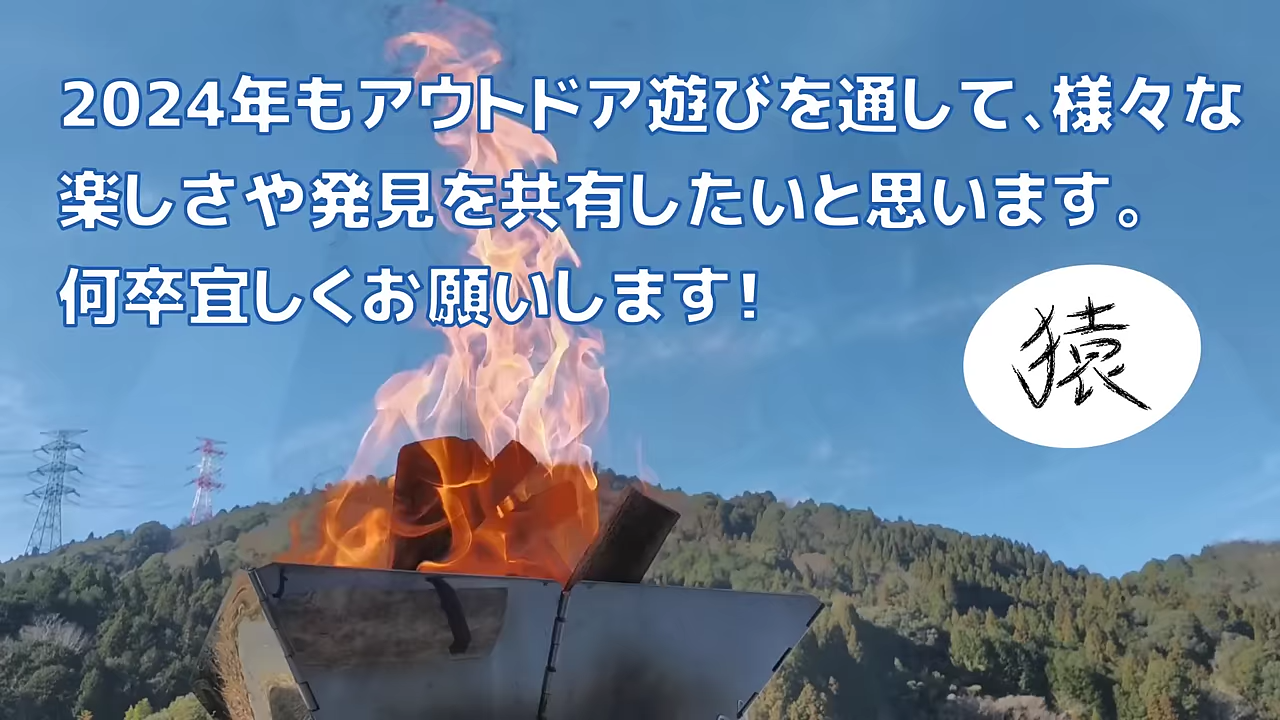 2024年もアウトドア遊びを通して、様々な
楽しさや発見を共有したいと思います。
何卒宜しくお願いします！
猿